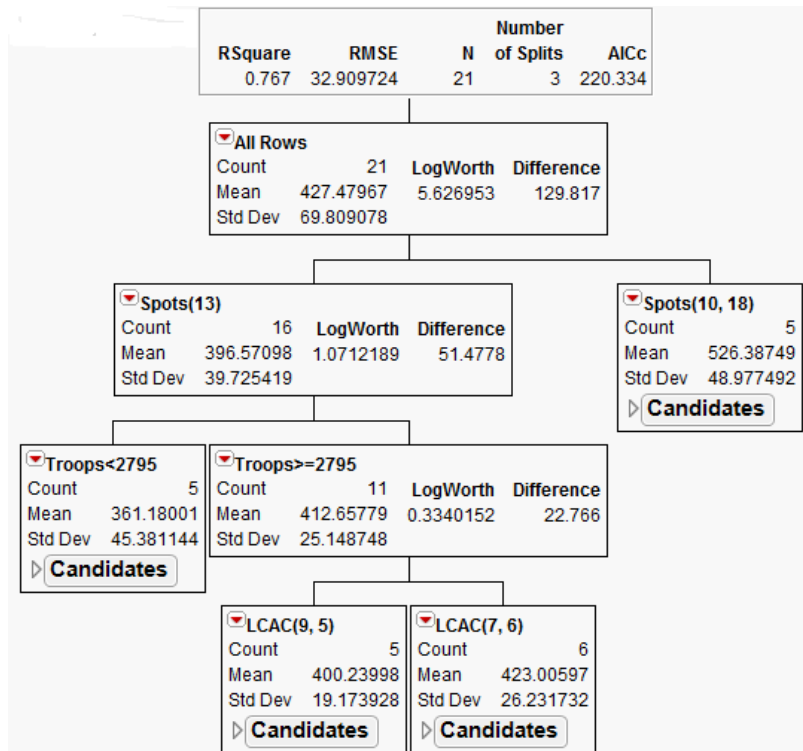 Number
RSquare RMSE N of Splits AICc
0.767 32.909724 21 3 220.334
All Rows
Count 21 LogWorth Difference
Mean 427.47967 5.626953 129.817
Std Dev 69.809078
Spots(13)
Count 16 LogWorth Difference
Mean 396.57098 1.0712189 51.4778
Std Dev 39.725419
Spots(10, 18)
Count 5
Mean 526.38749
Std Dev 48.977492
Candidates
Troops<2795
Count 5
Mean 361.18001
Std Dev 45.381144
Candidates
Troops>=2795
Count 11 LogWorth Difference
Mean 412.65779 0.3340152 22.766
Std Dev 25.148748
LCAC(9, 5)
Count 5
Mean 400.23998
Std Dev 19.173928
Candidates
LCAC(7, 6)
Count 6
Mean 423.00597
Std Dev 26.231732
Candidates